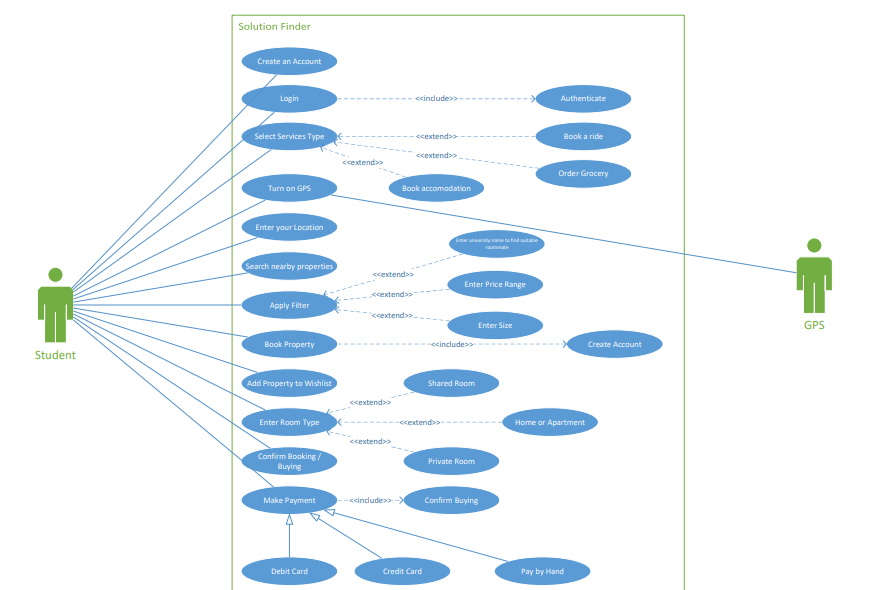 Solution Finder
Create an Account
Login
<<include>>
Authenticate
Select Services Type
<<extend>>
Book a ride
<<extend>>
<<extend>>
Order Grocery
Turn on GPS
Book accomodation
Enter your Location
Enter university name to find suitable
roommate
Search nearby properties
<<extend>>
Enter Price Range
<<extend>>
Apply Filter
<<extend>>
Enter Size
GPS
Student
Book Property
<<include>>
Create Account
Add Property to Wishlist
Shared Room
<<extend>>
Enter Room Type
<<extend>>
Home or Apartment
<<extend>>
Confirm Booking /
Buying
Private Room
Make Payment
<<include>>
Confirm Buying
Debit Card
Credit Card
Pay by Hand